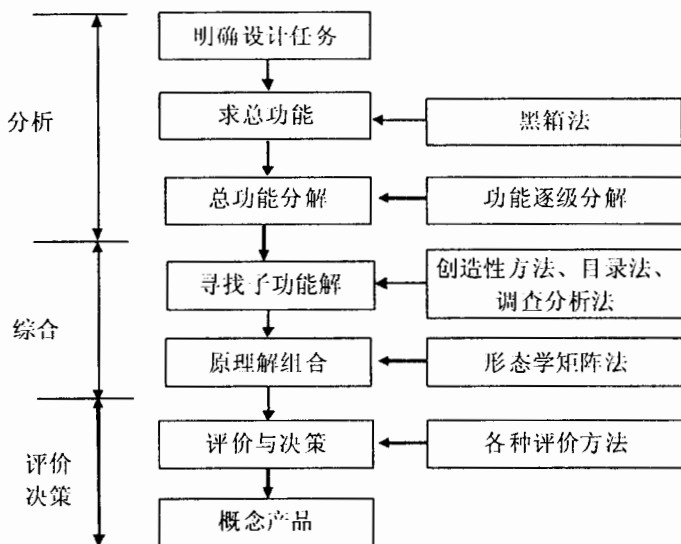 明确设计任务
分析
求总功能
黑箱法
总功能分解
功能逐级分解
综合
寻找子功能解
创造性方法、目录法、
调查分析法
原理解组合
形态学矩阵法
评价
决策
评价与决策
各种评价方法
概念产品